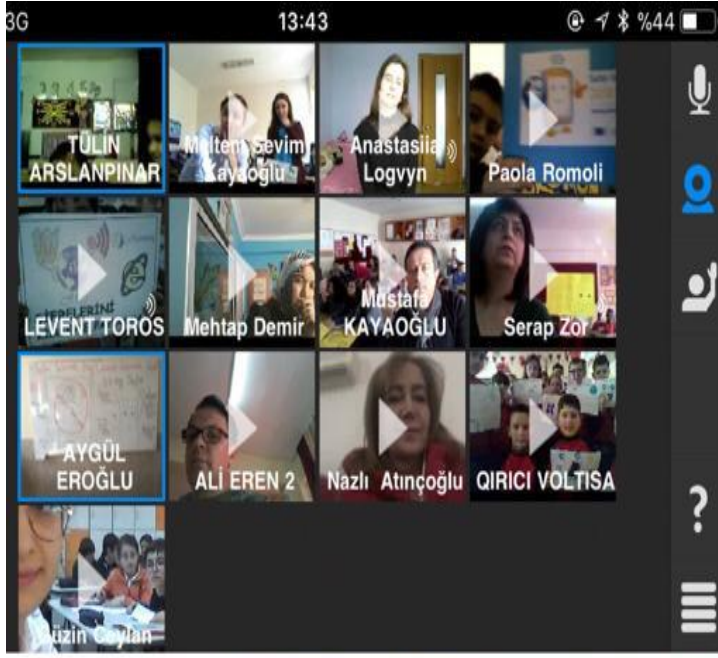 3G 13:43 %44
TÜLİN
ARSLANPINAR
Meltem Sevim
Kayaoğlu
Anastasiia
Logvyn
Paola Romoli
LEVENT TOROS
Mehtap Demir
Mustafa
KAYAOĞLU
Serap Zor
AYGÜL
EROĞLU
ALİ EREN 2
Nazlı Atınçoğlu
QIRICI VOLTISA
Ceylan
?